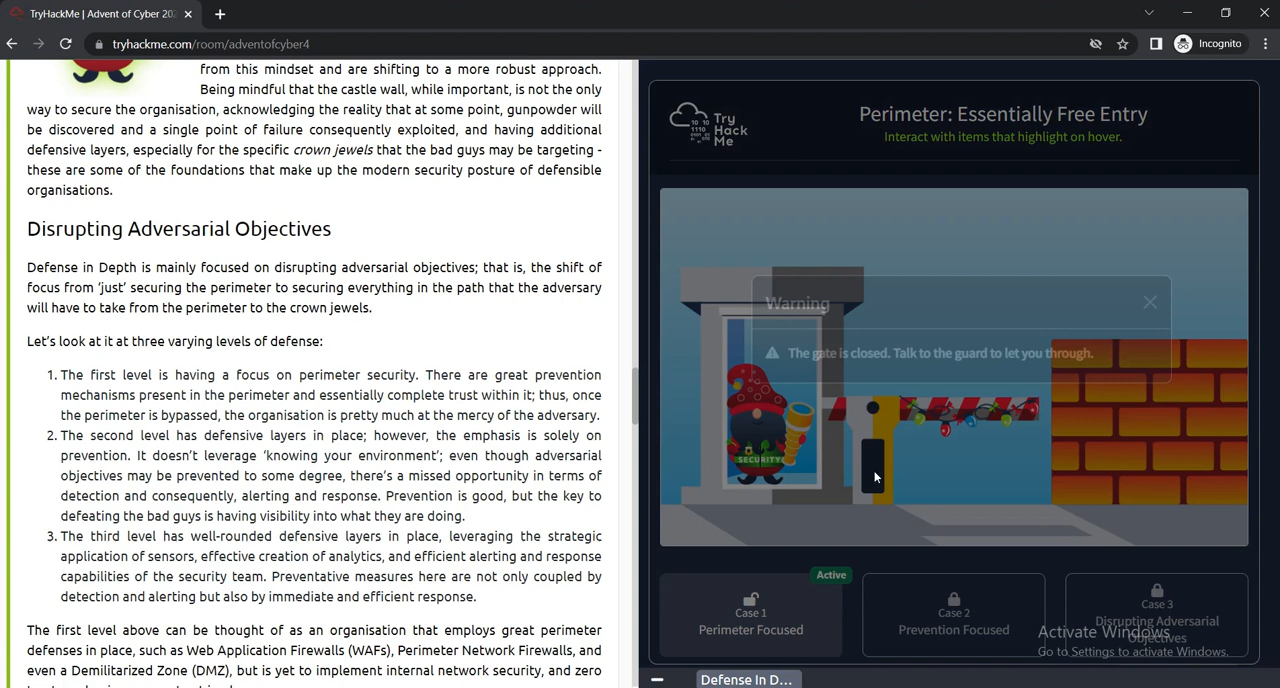 TryHackMe | Advent of Cyber 202
tryhackme.com/room/adventofcyber4
Incognito
from this mindset and are shifting to a more robust approach.
Being mindful that the castle wall, while important, is not the only
way to secure the organisation, acknowledging the reality that at some point, gunpowder will
be discovered and a single point of failure consequently exploited, and having additional
defensive layers, especially for the specific crown jewels that the bad guys may be targeting -
these are some of the foundations that make up the modern security posture of defensible
organisations.
Disrupting Adversarial Objectives
Defense in Depth is mainly focused on disrupting adversarial objectives; that is, the shift of
focus from ‘just’ securing the perimeter to securing everything in the path that the adversary
will have to take from the perimeter to the crown jewels.
Let’s look at it at three varying levels of defense:
1. The first level is having a focus on perimeter security. There are great prevention
mechanisms present in the perimeter and essentially complete trust within it; thus, once
the perimeter is bypassed, the organisation is pretty much at the mercy of the adversary.
2. The second level has defensive layers in place; however, the emphasis is solely on
prevention. It doesn’t leverage ‘knowing your environment’; even though adversarial
objectives may be prevented to some degree, there’s a missed opportunity in terms of
detection and consequently, alerting and response. Prevention is good, but the key to
defeating the bad guys is having visibility into what they are doing.
3. The third level has well-rounded defensive layers in place, leveraging the strategic
application of sensors, effective creation of analytics, and efficient alerting and response
capabilities of the security team. Preventative measures here are not only coupled by
detection and alerting but also by immediate and efficient response.
The first level above can be thought of as an organisation that employs great perimeter
defenses in place, such as Web Application Firewalls (WAFs), Perimeter Network Firewalls, and
even a Demilitarized Zone (DMZ), but is yet to implement internal network security, and zero
Try
Hack
Me
Perimeter: Essentially Free Entry
Interact with items that highlight on hover.
Warning
The gate is closed. Talk to the guard to let you through.
SECURITY
Active
Case 1
Perimeter Focused
Case 2
Prevention Focused
Case 3
Disrupting Adversarial
Objectives
Activate Windows
Go to Settings to activate Windows.
Defense In D...